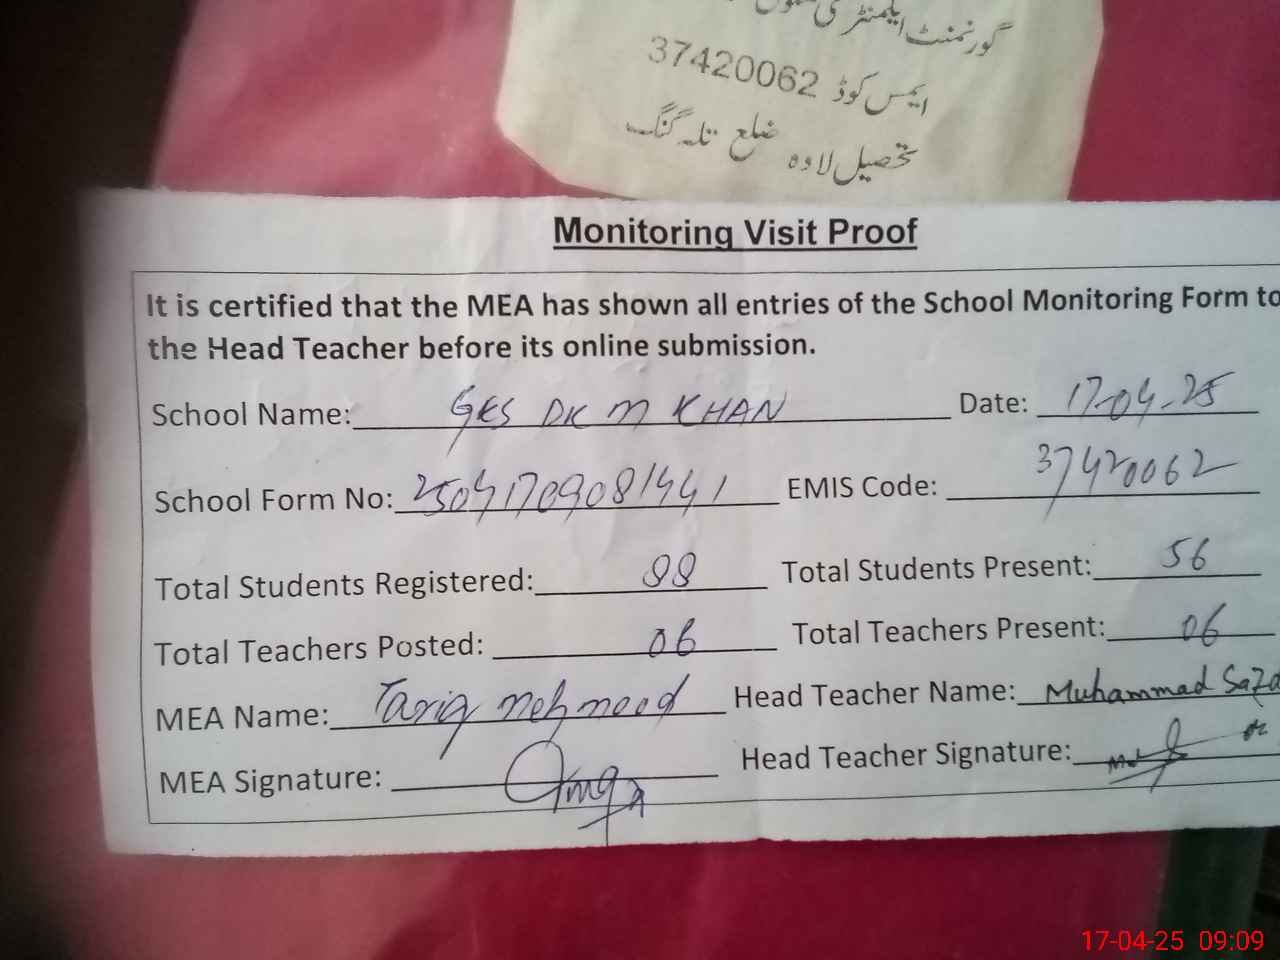 گورنمنٹ ایلیمنٹری
ایمس کوڈ 37420062
تحصیل لاوہ ضلع تلہ گنگ
Monitoring Visit Proof
It is certified that the MEA has shown all entries of the School Monitoring Form to
the Head Teacher before its online submission.
School Name: GES DK M KHAN Date: 17-04-25
School Form No: 25041709081441 EMIS Code: 37420062
Total Students Registered: 88 Total Students Present: 56
Total Teachers Posted: 06 Total Teachers Present: 06
MEA Name: Tariq Mehmood Head Teacher Name: Muhammad
MEA Signature: Head Teacher Signature:
17-04-25 09:09